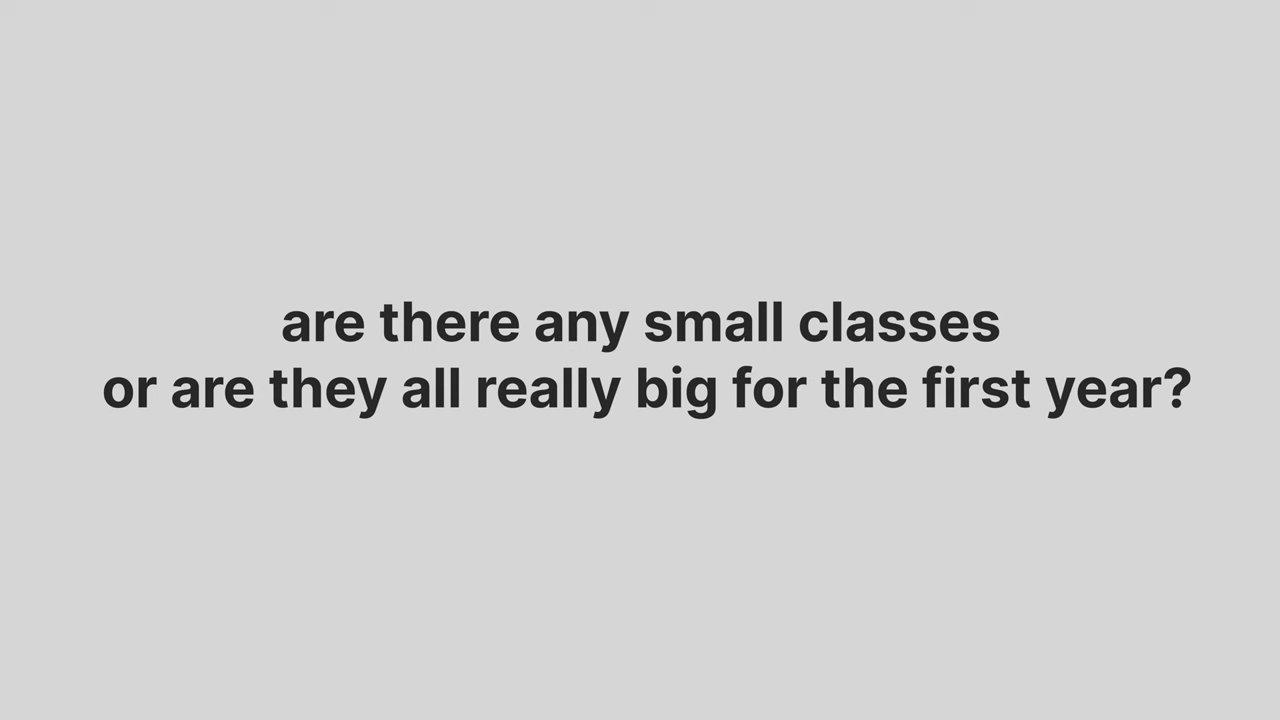 are there any small classes
or are they all really big for the first year?